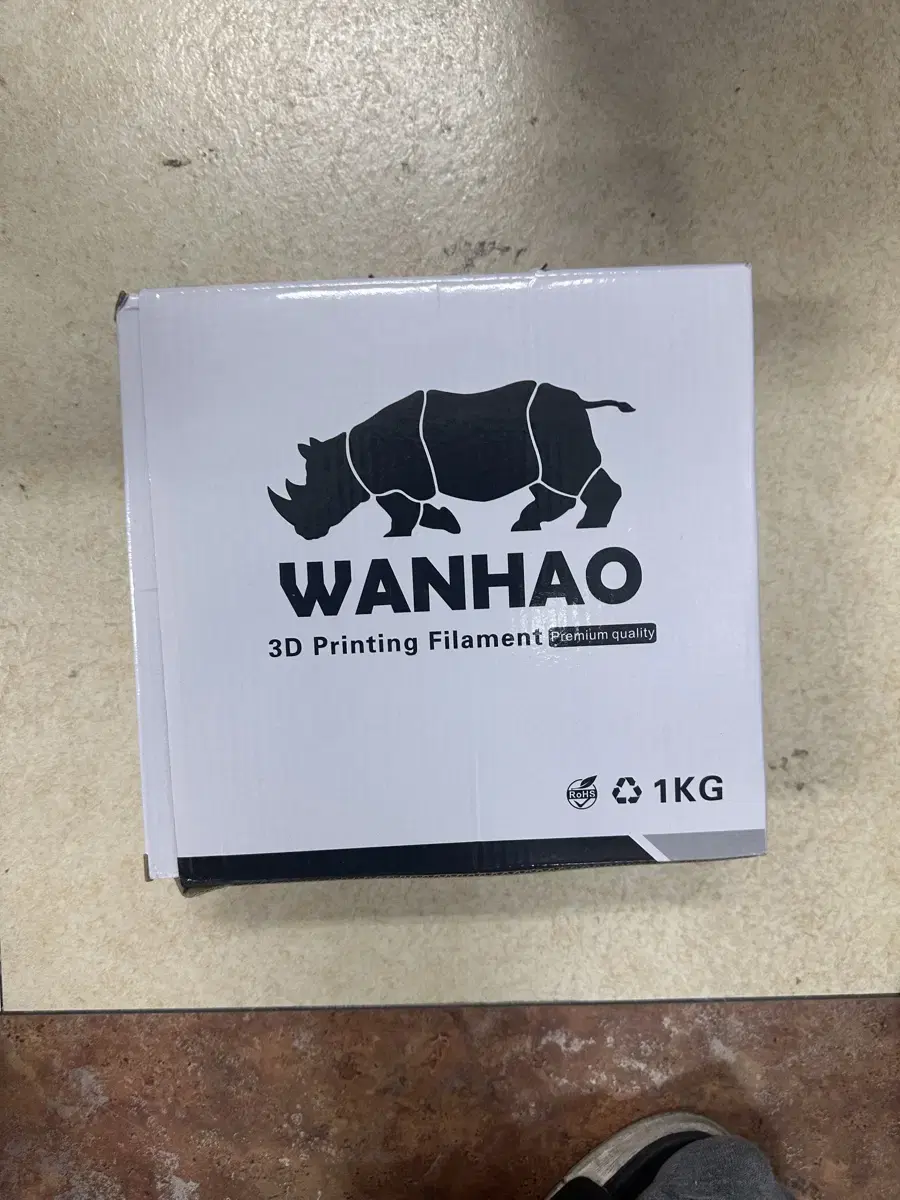 WANHAO
3D Printing Filament Premium quality
RoHS 1KG